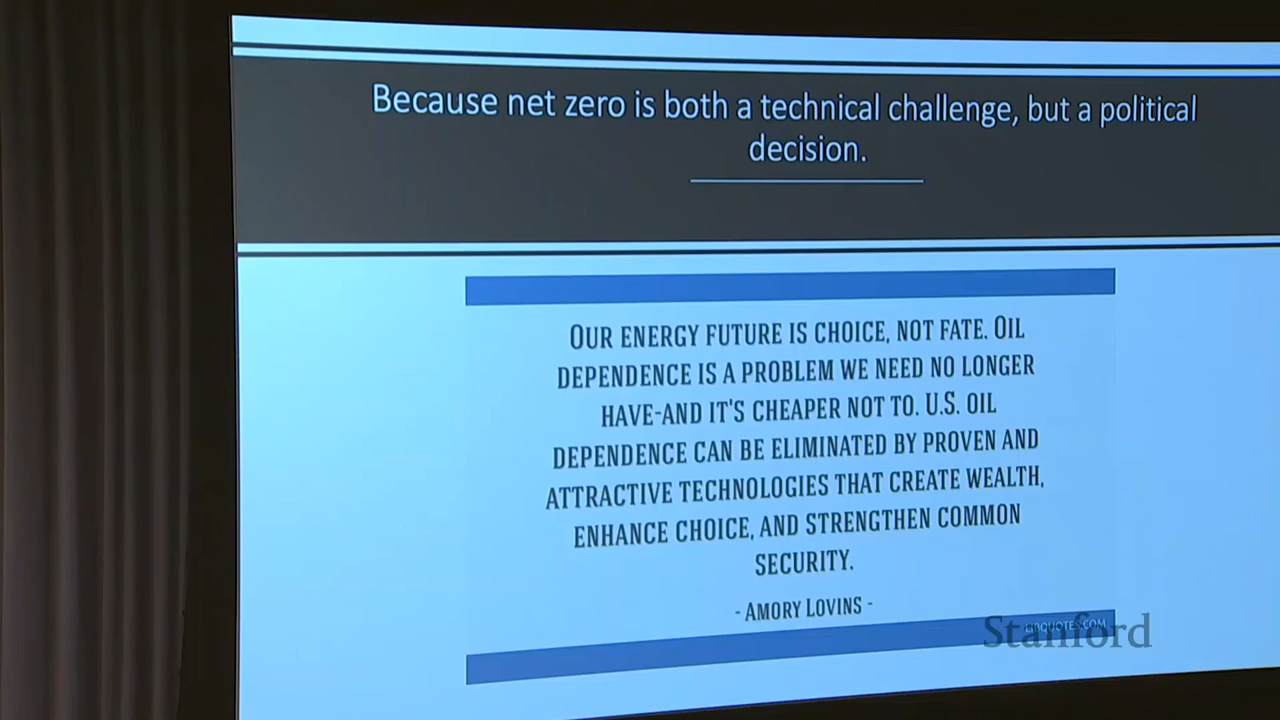 Because net zero is both a technical challenge, but a political
decision.
OUR ENERGY FUTURE IS CHOICE, NOT FATE. OIL
DEPENDENCE IS A PROBLEM WE NEED NO LONGER
HAVE-AND IT'S CHEAPER NOT TO. U.S. OIL
DEPENDENCE CAN BE ELIMINATED BY PROVEN AND
ATTRACTIVE TECHNOLOGIES THAT CREATE WEALTH,
ENHANCE CHOICE, AND STRENGTHEN COMMON
SECURITY.
- AMORY LOVINS -
Stanford